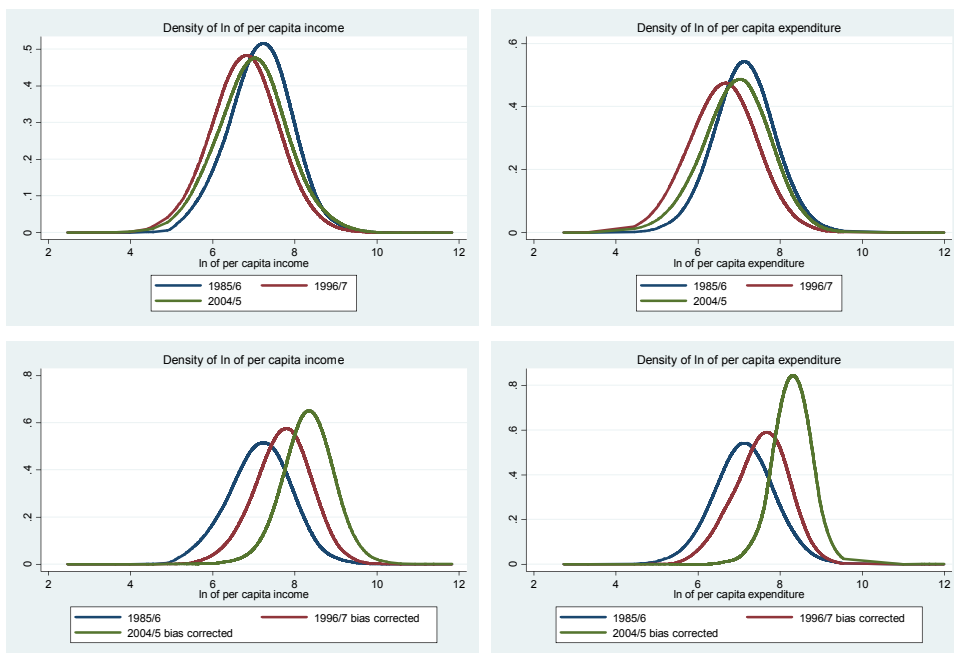 Density of ln of per capita income
.5
.4
.3
.2
.1
0
2 4 6 8 10 12
ln of per capita income
1985/6 1996/7
2004/5
Density of ln of per capita expenditure
.6
.4
.2
0
2 4 6 8 10 12
ln of per capita expenditure
1985/6 1996/7
2004/5
Density of ln of per capita income
.8
.6
.4
.2
0
2 4 6 8 10 12
ln of per capita income
1985/6 1996/7 bias corrected
2004/5 bias corrected
Density of ln of per capita expenditure
.8
.6
.4
.2
0
2 4 6 8 10 12
ln of per capita expenditure
1985/6 1996/7 bias corrected
2004/5 bias corrected